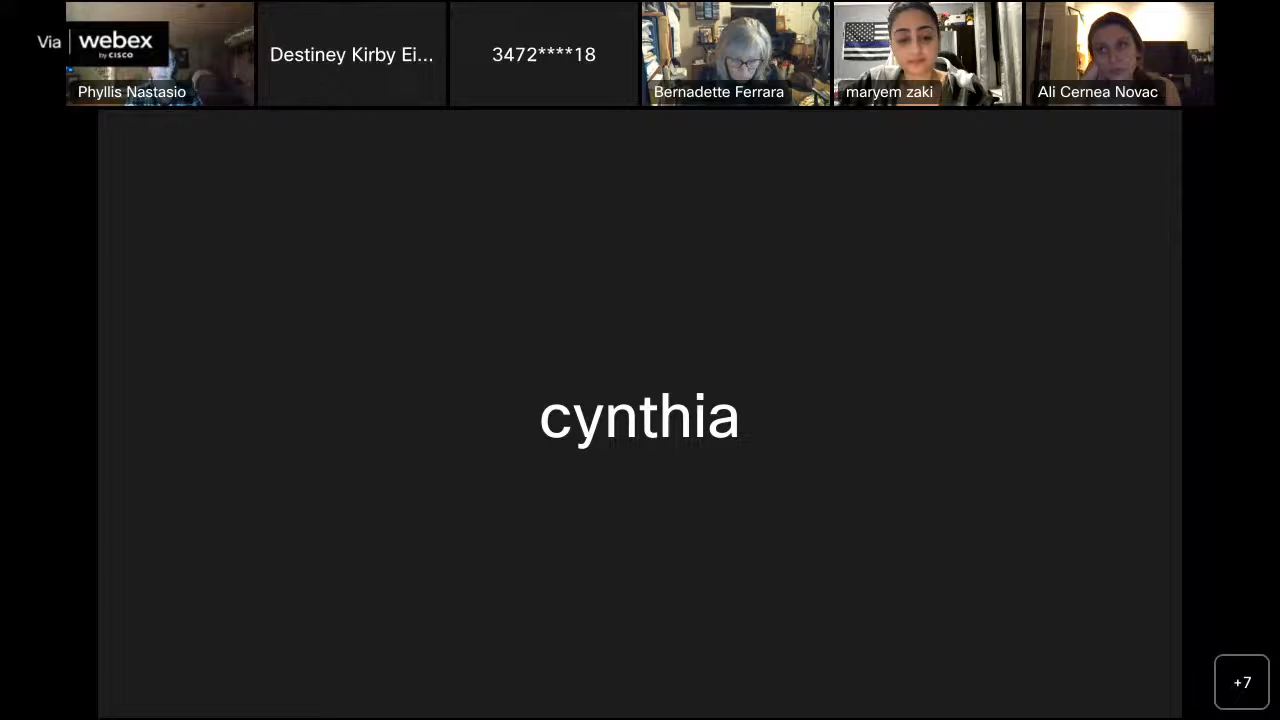 Via webex
by CISCO
Phyllis Nastasio
Destiney Kirby Ei...
3472****18
Bernadette Ferrara
maryem zaki
Ali Cernea Novac
cynthia
+7